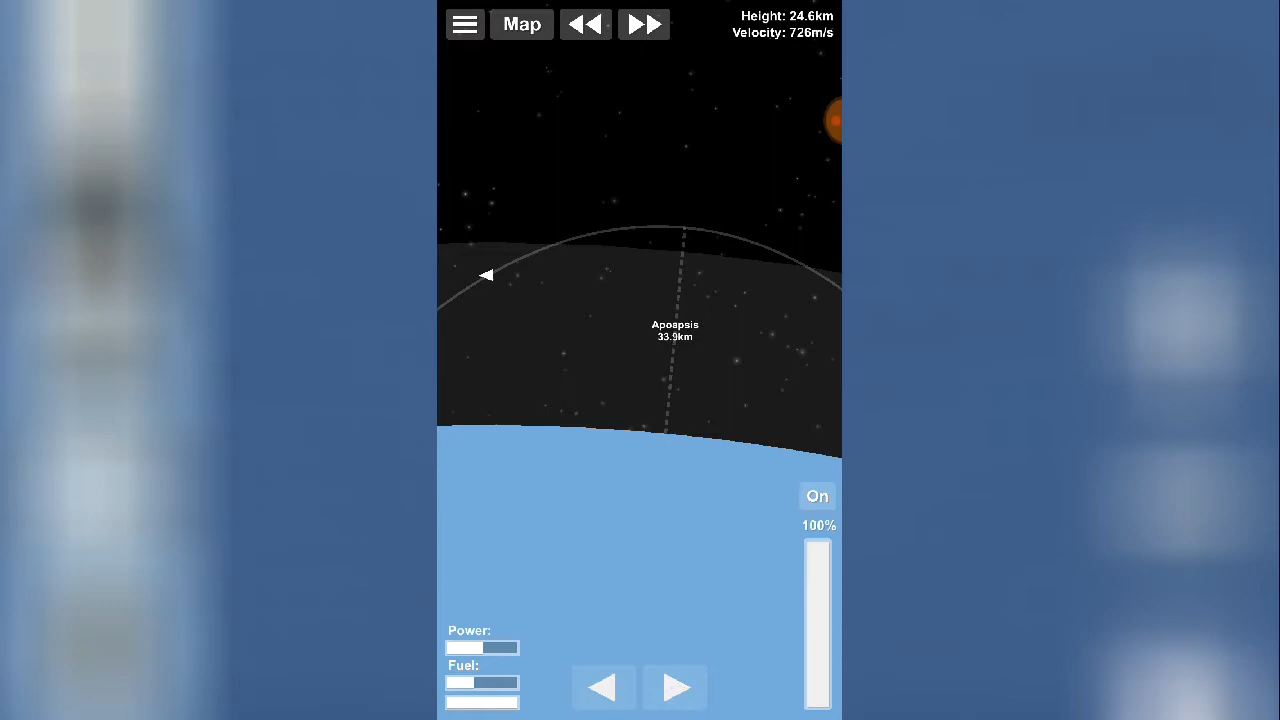 Map
Height: 24.6km
Velocity: 726m/s
Apoapsis
33.9km
On
100%
Power:
Fuel: